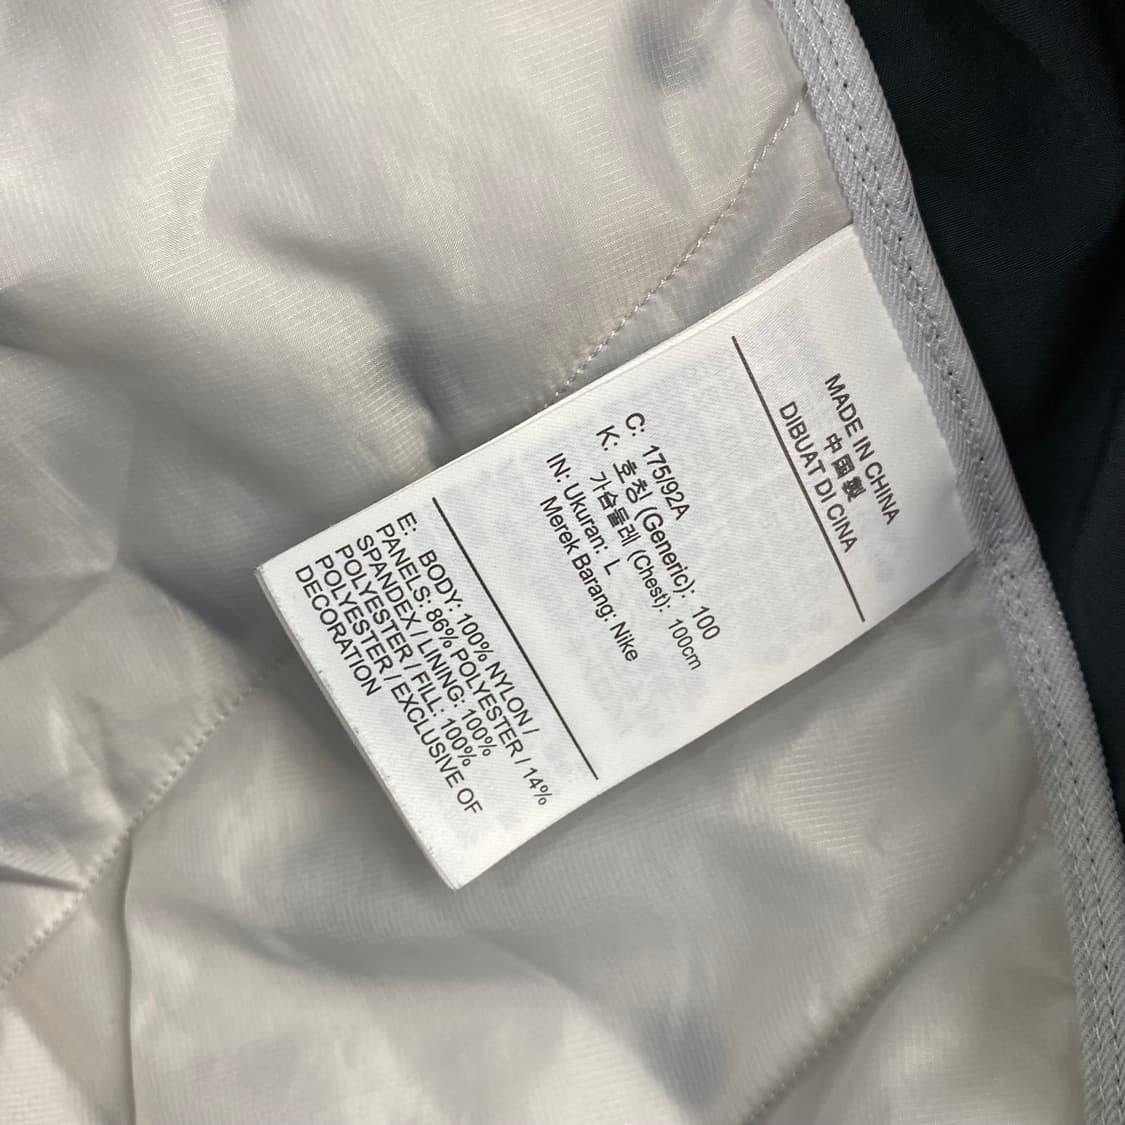 MADE IN CHINA
中國製
DIBUAT DI CINA
C: 175/92A
K: 호칭 (Generic): 100
가슴둘레 (Chest): 100cm
IN: Ukuran: L
Merek Barang: Nike
E: BODY: 100% NYLON /
PANELS: 86% POLYESTER / 14%
SPANDEX / LINING: 100%
POLYESTER / FILL: 100%
POLYESTER / EXCLUSIVE OF
DECORATION